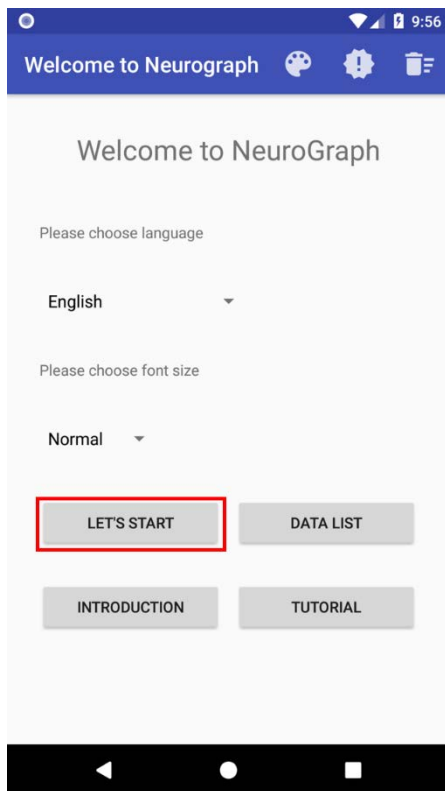 9:56
Welcome to Neurograph
Welcome to NeuroGraph
Please choose language
English
Please choose font size
Normal
LET'S START DATA LIST
INTRODUCTION TUTORIAL